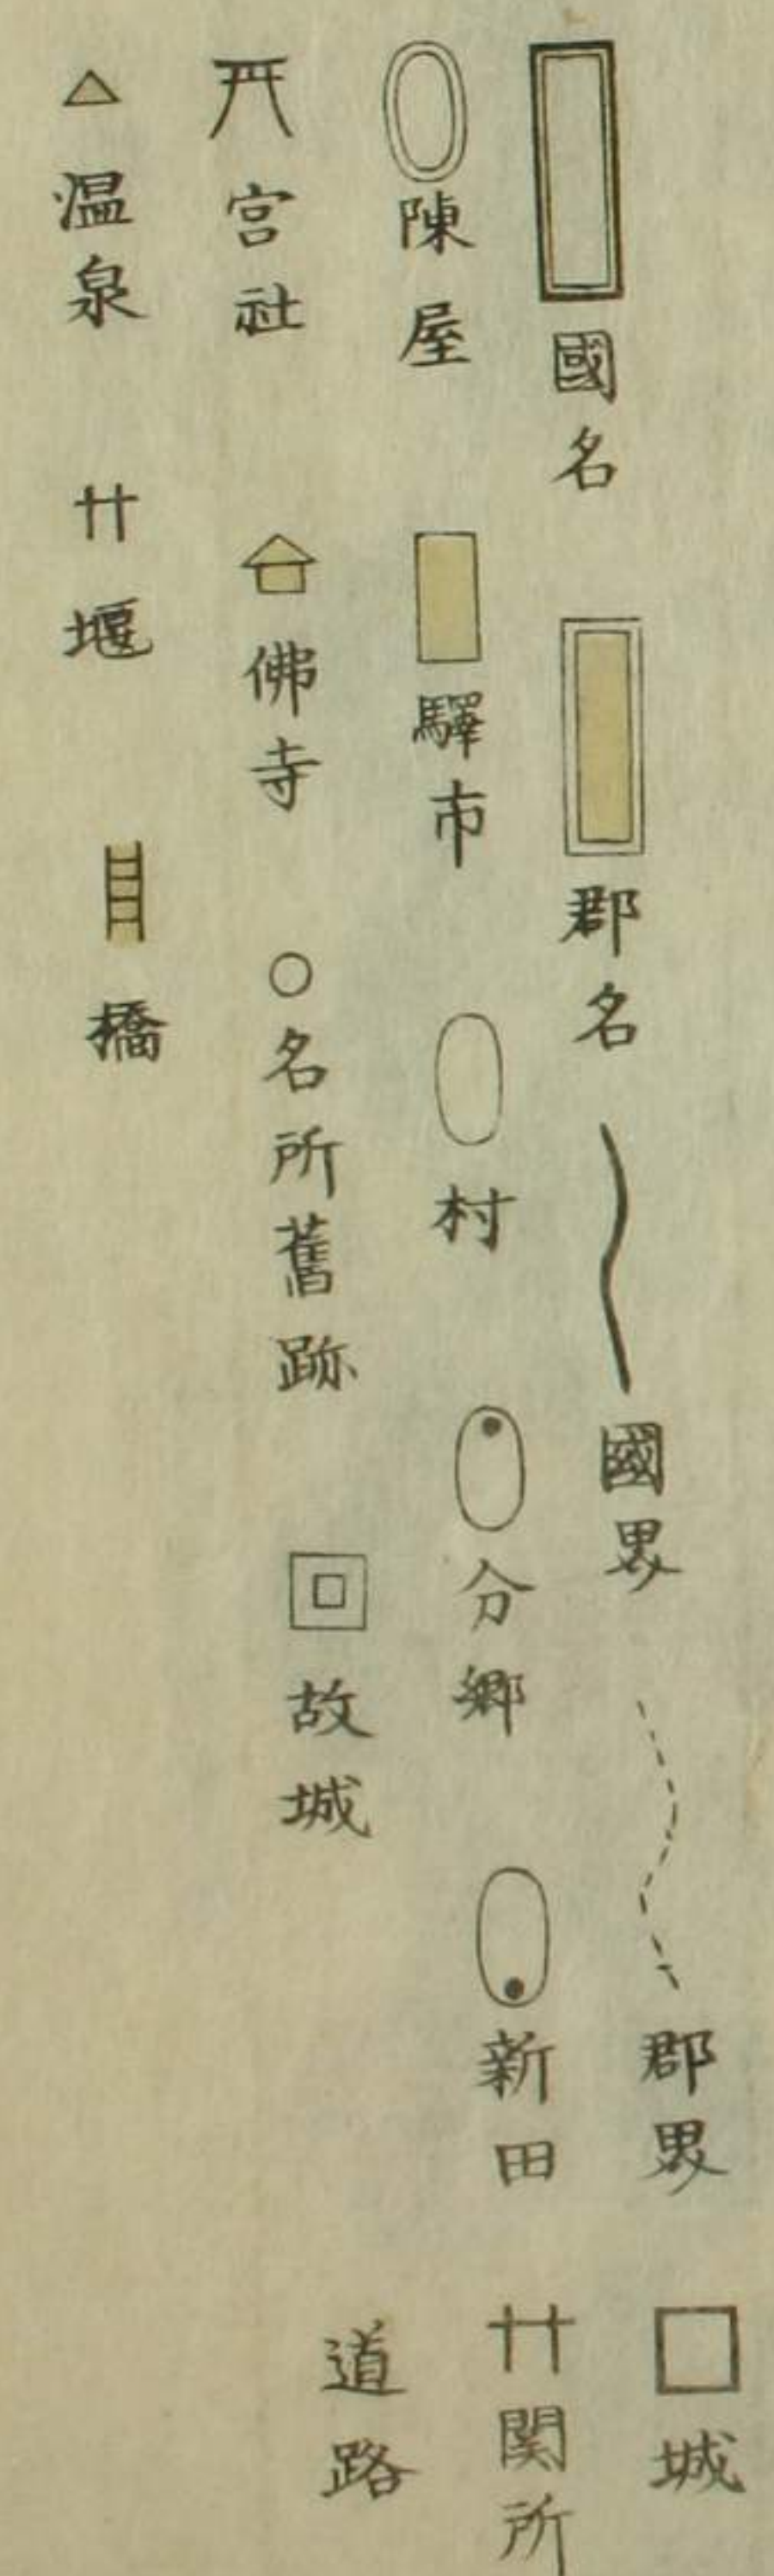 國名 郡名 國界 郡界 城
陳屋 驛市 村 分郷 新田 関所
宮社 佛寺 名所舊跡 故城 道路
温泉 堰 橋